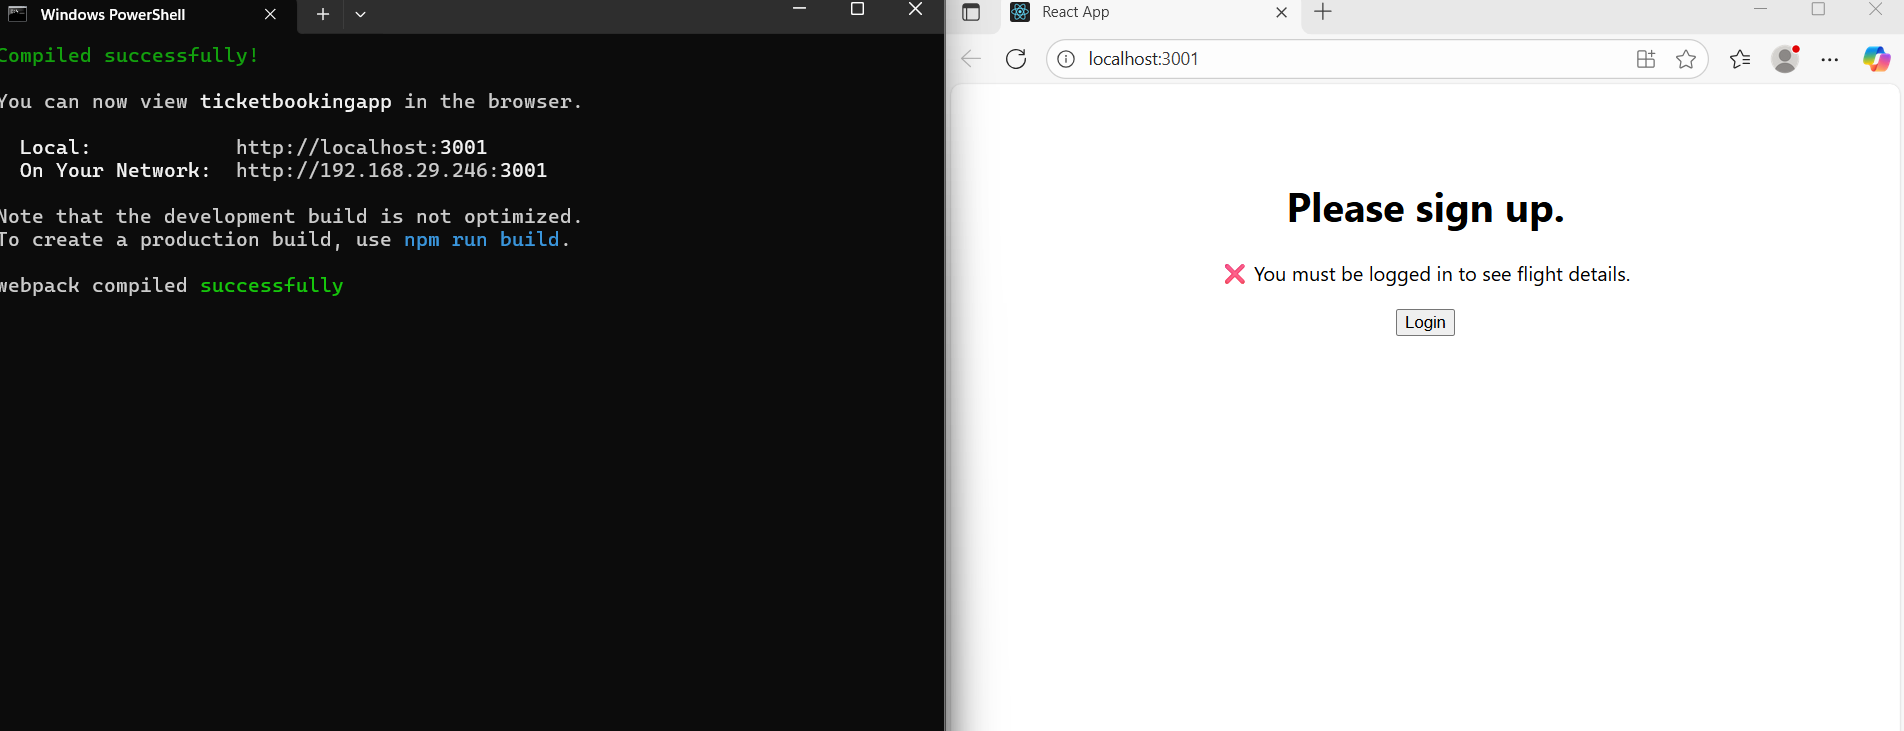 Windows PowerShell
Compiled successfully!
You can now view ticketbookingapp in the browser.
Local: http://localhost:3001
On Your Network: http://192.168.29.246:3001
Note that the development build is not optimized.
To create a production build, use npm run build.
webpack compiled successfully
React App
localhost:3001
Please sign up.
❌ You must be logged in to see flight details.
Login